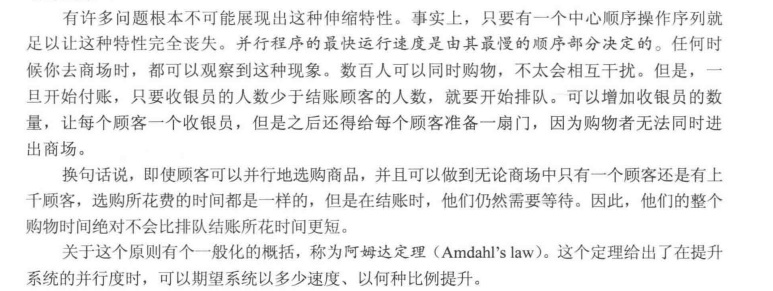 有许多问题根本不可能展现出这种伸缩特性。事实上，只要有一个中心顺序操作序列就
足以让这种特性完全丧失。并行程序的最快运行速度是由其最慢的顺序部分决定的。任何时
候你去商场时，都可以观察到这种现象。数百人可以同时购物，不太会相互干扰。但是，一
旦开始付账，只要收银员的人数少于结账顾客的人数，就要开始排队。可以增加收银员的数
量，让每个顾客一个收银员，但是之后还得给每个顾客准备一扇门，因为购物者无法同时进
出商场。
换句话说，即使顾客可以并行地选购商品，并且可以做到无论商场中只有一个顾客还是有上
千顾客，选购所花费的时间都是一样的，但是在结账时，他们仍然需要等待。因此，他们的整个
购物时间绝对不会比排队结账所花时间更短。
关于这个原则有个一般化的概括，称为阿姆达定理（Amdahl's law）。这个定理给出了在提升
系统的并行度时，可以期望系统以多少速度、以何种比例提升。